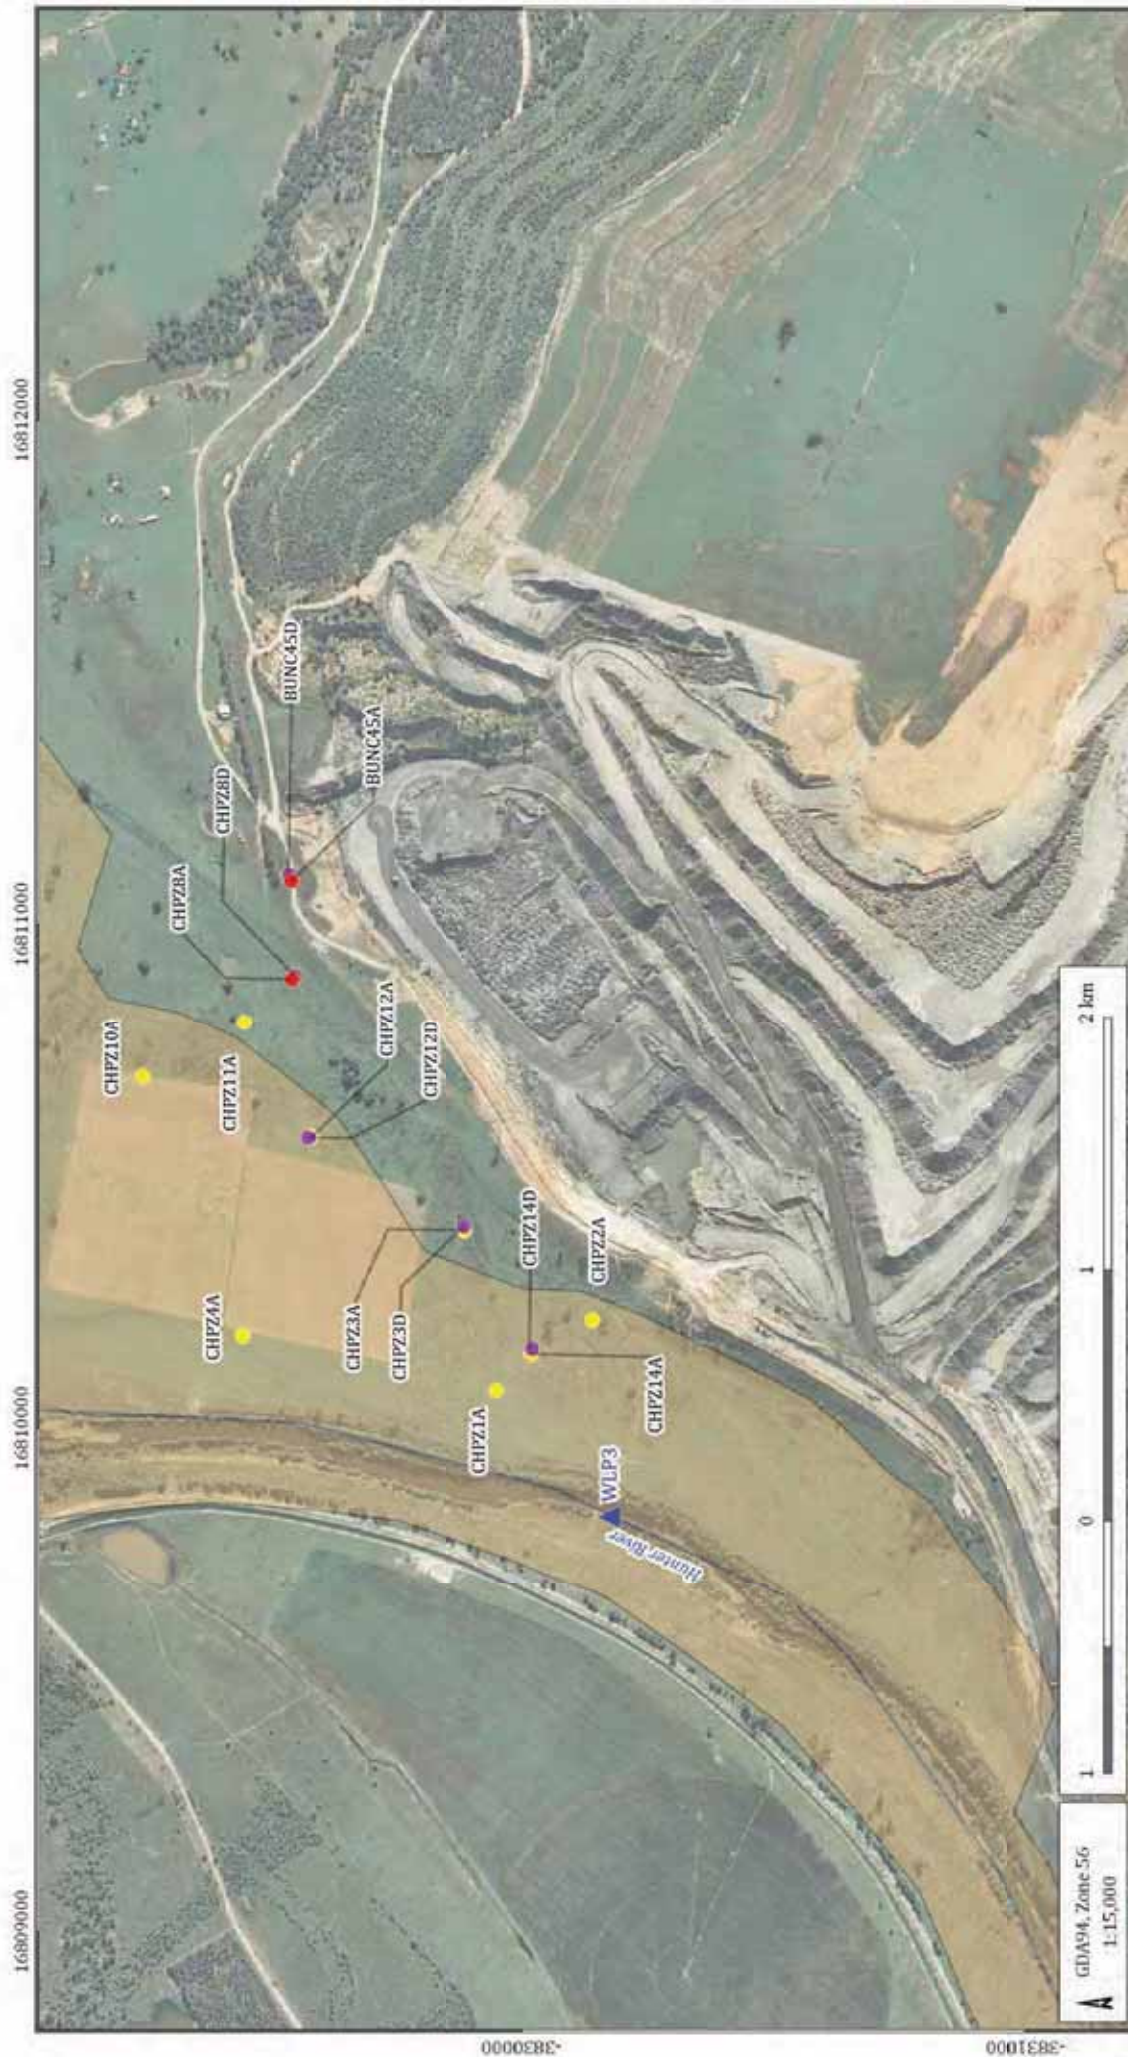 16809000
16810000
16811000
16812000
CHPZ10A
CHPZ8A
CHPZ8D
CHPZ11A
CHPZ4A
BUNC45D
BUNC45A
CHPZ12A
CHPZ12D
CHPZ3A
CHPZ3D
CHPZ14D
CHPZ2A
CHPZ1A
CHPZ14A
WLP3
Hunter River
-3830000
-3831000
GDA94, Zone 56
1:15,000
1 0 1 2 km